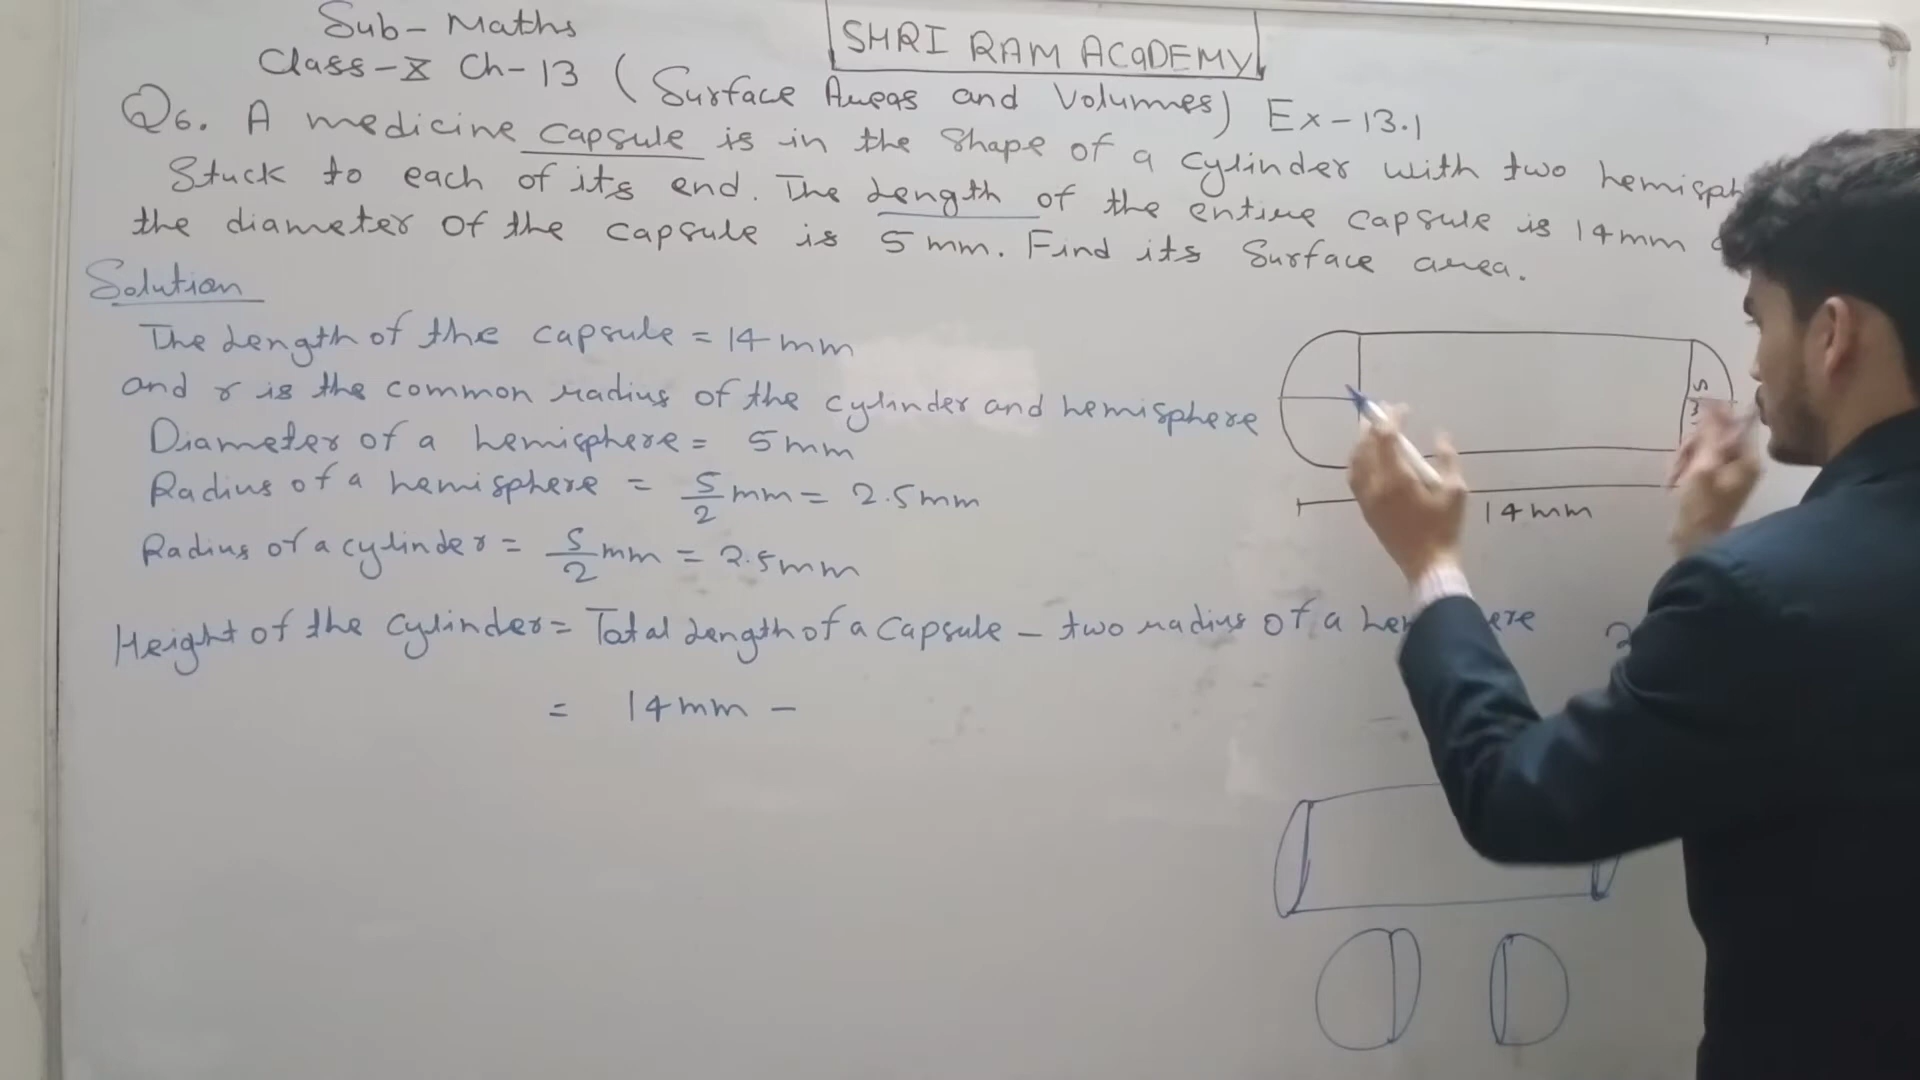 Sub- Maths
SHRI RAM ACADEMY
Class-X Ch-13 (Surface Areas and Volumes) Ex-13.1
Q6. A medicine capsule is in the shape of a cylinder with two
Stuck to each of its end. The Length of the entire capsule is 14mm
the diameter of the capsule is 5mm. Find its Surface area.
Solution
The Length of the capsule = 14mm
and r is the common radius of the cylinder and hemisphere
Diameter of a hemisphere = 5mm
Radius of a hemisphere = 5/2 mm = 2.5mm
Radius of a cylinder = 5/2 mm = 2.5mm
Height of the cylinder = Total Length of a Capsule - two radius of a
= 14mm -
5
14mm